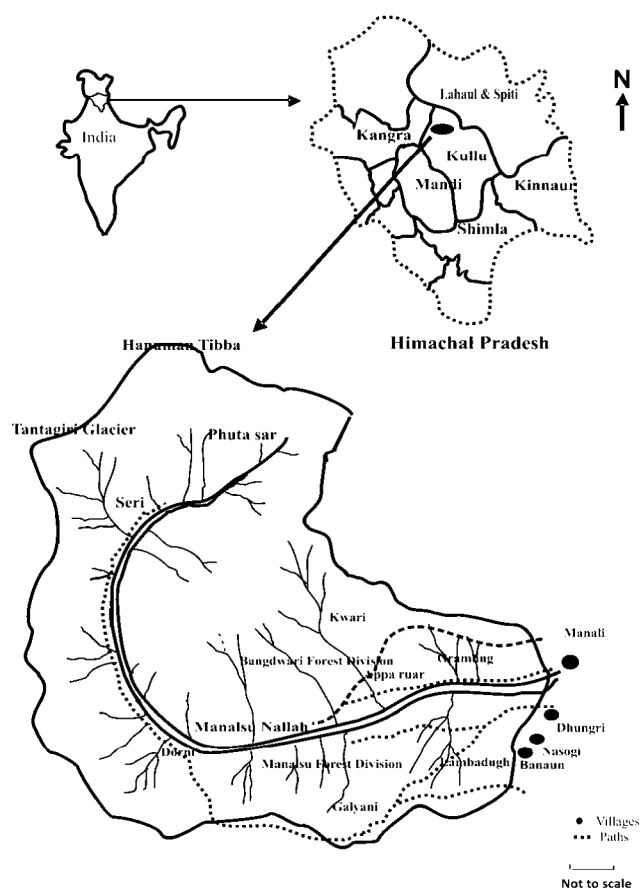 N
Lahaul & Spiti
India
Kangra
Kullu
Mandi
Kinnaur
Shimla
Himachal Pradesh
Hanuman Tibba
Tantagiri Glacier
Phuta sar
Seri
Kwari
Manali
Gramang
Bangdwari Forest Division
Appa ruar
Manalsu Nallah
Dhungri
Dorni
Nasogi
Manalsu Forest Division
Lambadugh
Banaun
Galyani
Villages
Paths
Not to scale